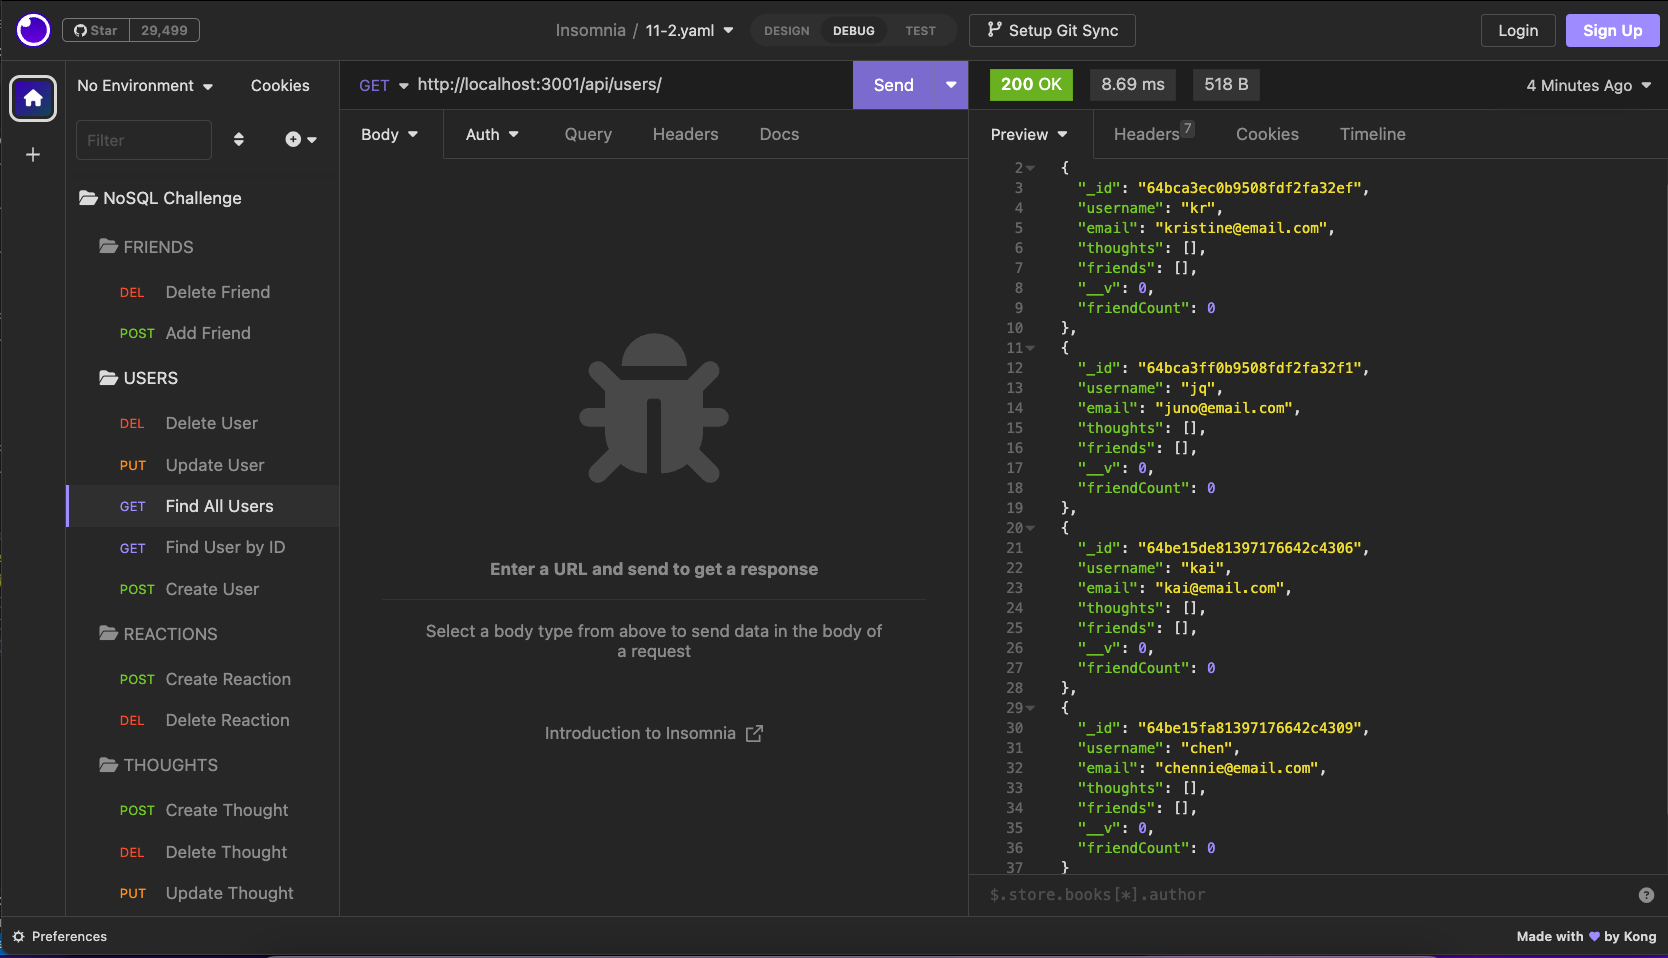 Star 29,499
Insomnia / 11-2.yaml
DESIGN DEBUG TEST
Setup Git Sync
Login
Sign Up
No Environment
Cookies
Filter
NoSQL Challenge
FRIENDS
DEL Delete Friend
POST Add Friend
USERS
DEL Delete User
PUT Update User
GET Find All Users
GET Find User by ID
POST Create User
REACTIONS
POST Create Reaction
DEL Delete Reaction
THOUGHTS
POST Create Thought
DEL Delete Thought
PUT Update Thought
GET http://localhost:3001/api/users/
Send
Body Auth Query Headers Docs
Enter a URL and send to get a response
Select a body type from above to send data in the body of
a request
Introduction to Insomnia
200 OK 8.69 ms 518 B 4 Minutes Ago
Preview Headers 7 Cookies Timeline
2 {
3 "_id": "64bca3ec0b9508fdf2fa32ef",
4 "username": "kr",
5 "email": "kristine@email.com",
6 "thoughts": [],
7 "friends": [],
8 "__v": 0,
9 "friendCount": 0
10 },
11 {
12 "_id": "64bca3ff0b9508fdf2fa32f1",
13 "username": "jq",
14 "email": "juno@email.com",
15 "thoughts": [],
16 "friends": [],
17 "__v": 0,
18 "friendCount": 0
19 },
20 {
21 "_id": "64be15de81397176642c4306",
22 "username": "kai",
23 "email": "kai@email.com",
24 "thoughts": [],
25 "friends": [],
26 "__v": 0,
27 "friendCount": 0
28 },
29 {
30 "_id": "64be15fa81397176642c4309",
31 "username": "chen",
32 "email": "chennie@email.com",
33 "thoughts": [],
34 "friends": [],
35 "__v": 0,
36 "friendCount": 0
37 }
$.store.books[*].author
?
Preferences
Made with ♥ by Kong